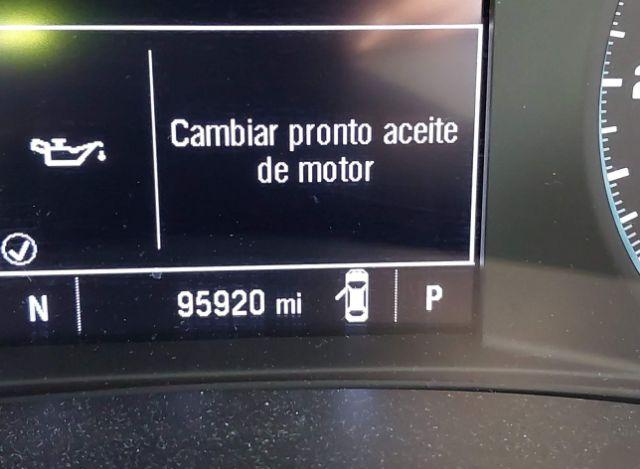 Cambiar pronto aceite
de motor
N
95920 mi
P